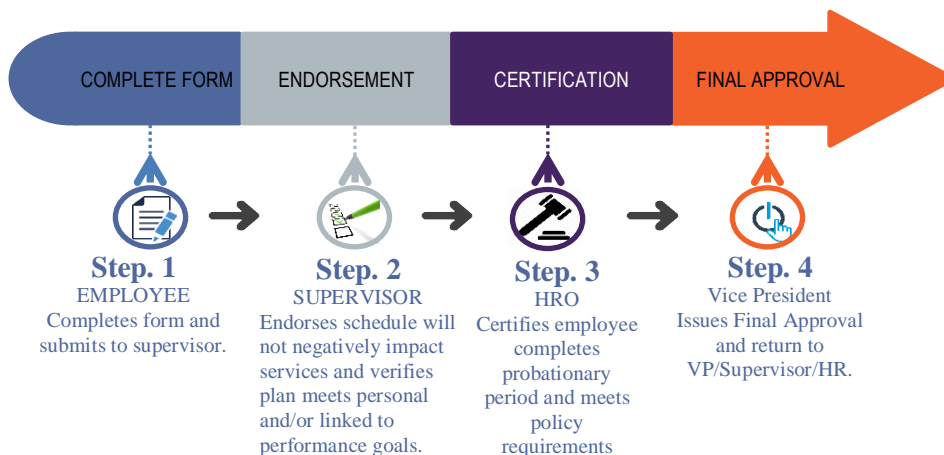 COMPLETE FORM
ENDORSEMENT
CERTIFICATION
FINAL APPROVAL
Step. 1
EMPLOYEE
Completes form and
submits to supervisor.
Step. 2
SUPERVISOR
Endorses schedule will
not negatively impact
services and verifies
plan meets personal
and/or linked to
performance goals.
Step. 3
HRO
Certifies employee
completes
probationary
period and meets
policy
requirements
Step. 4
Vice President
Issues Final Approval
and return to
VP/Supervisor/HR.